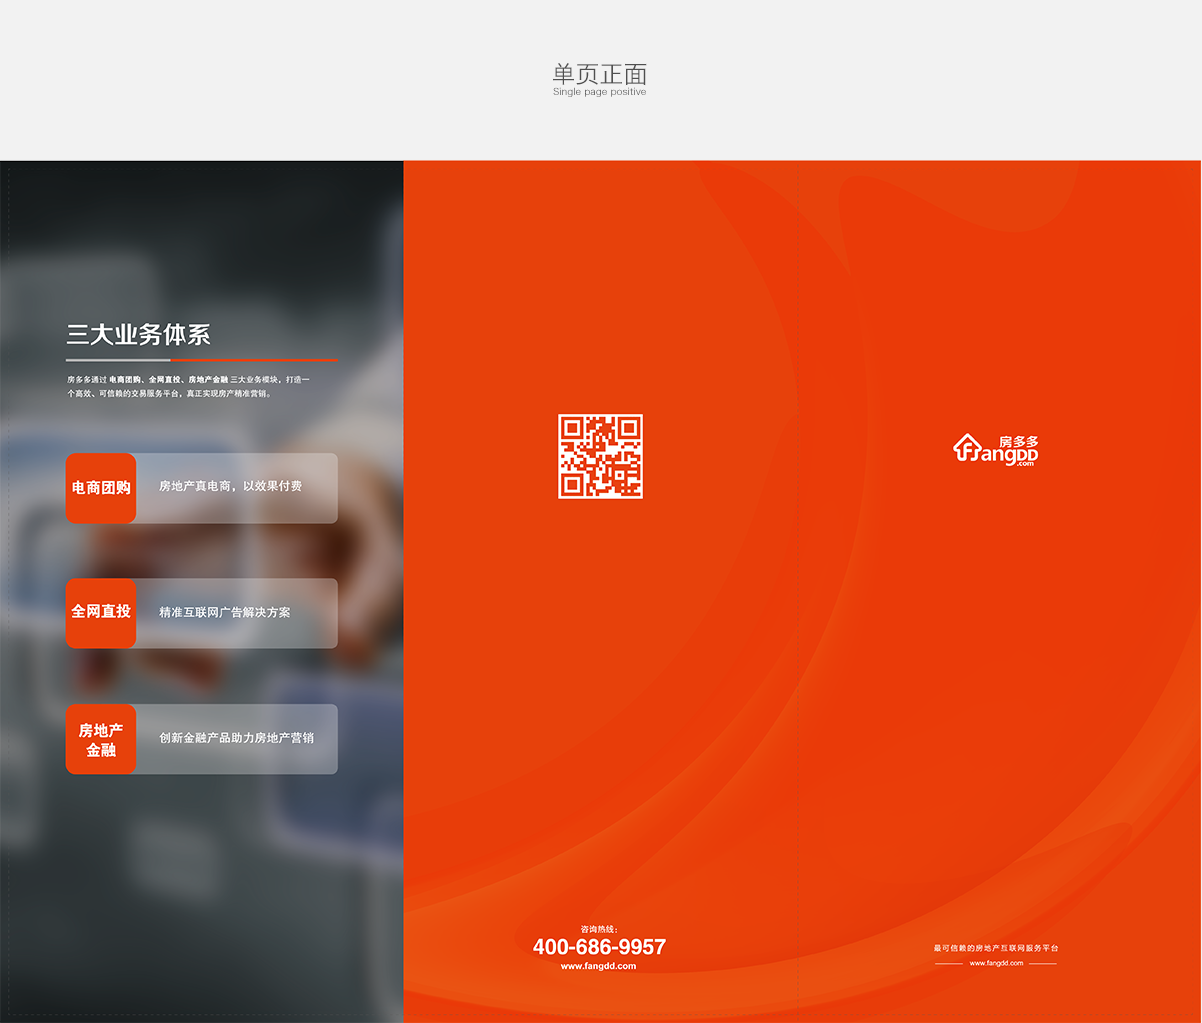 单页正面
Single page positive
三大业务体系
房多多通过 电商团购、全网直投、房地产金融 三大业务模块，打造一
个高效、可信赖的交易服务平台，真正实现房产精准营销。
电商团购
房地产真电商，以效果付费
全网直投
精准互联网广告解决方案
房地产
金融
创新金融产品助力房地产营销
咨询热线：
400-686-9957
www.fangdd.com
房多多
FangDD
.com
最可信赖的房地产互联网服务平台
www.fangdd.com